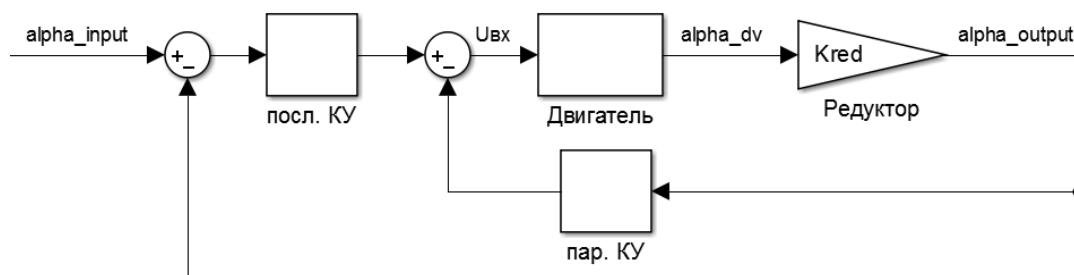 alpha_input
+_
посл. КУ
+_
Uвх
Двигатель
alpha_dv
Kred
Редуктор
alpha_output
пар. КУ